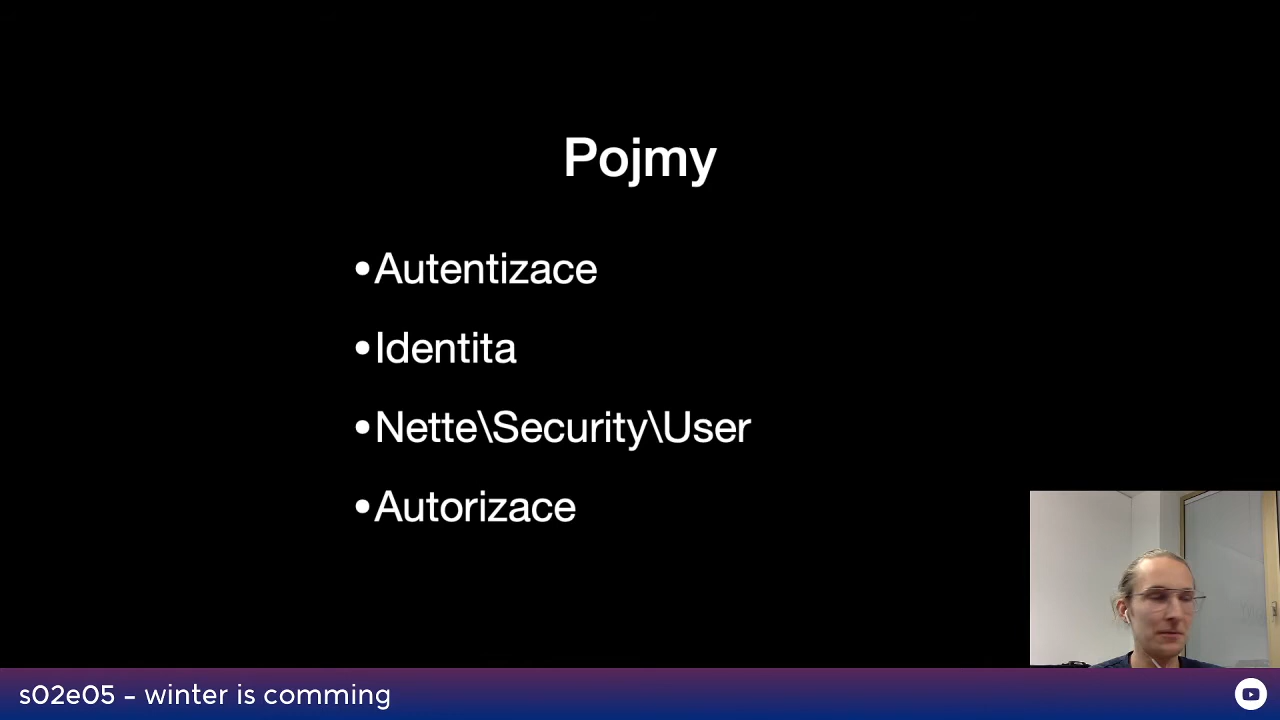 Pojmy
•Autentizace
•Identita
•Nette\Security\User
•Autorizace
s02e05 - winter is comming